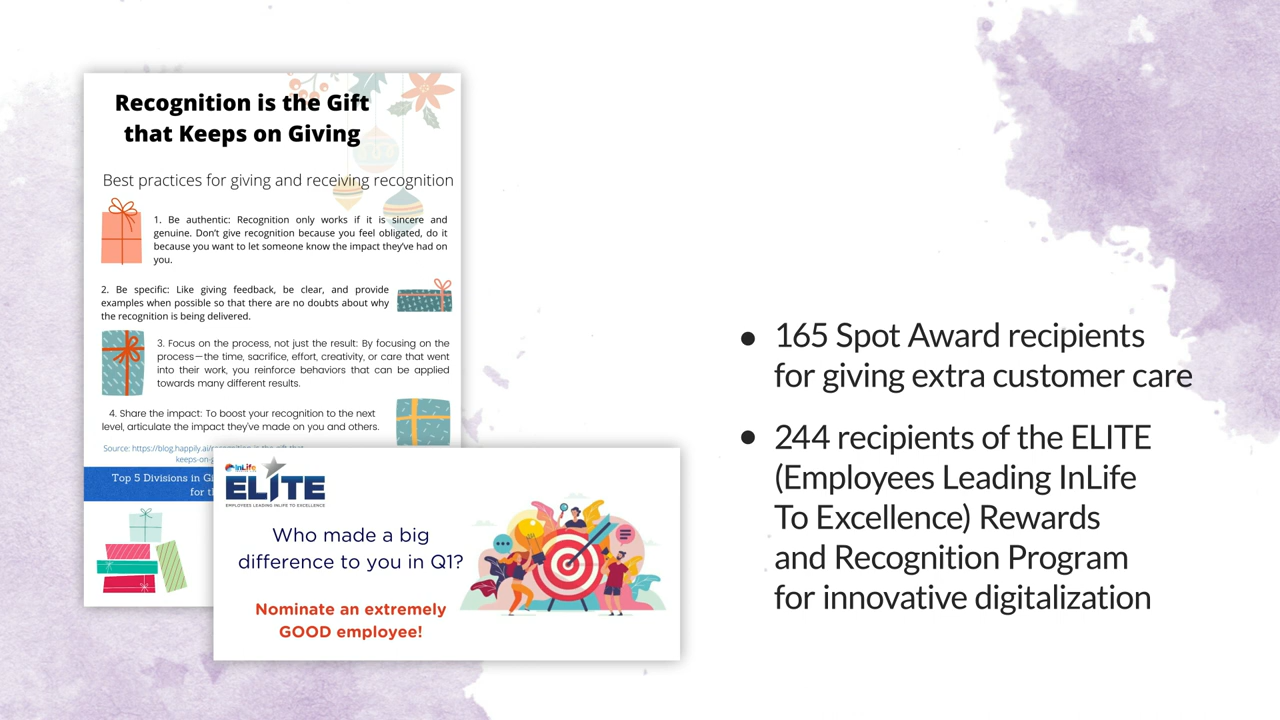 Recognition is the Gift
that Keeps on Giving
Best practices for giving and receiving recognition
1. Be authentic: Recognition only works if it is sincere and
genuine. Don't give recognition because you feel obligated, do it
because you want to let someone know the impact they've had on
you.
2. Be specific: Like giving feedback, be clear, and provide
examples when possible so that there are no doubts about why
the recognition is being delivered.
3. Focus on the process, not just the result: By focusing on the
process—the time, sacrifice, effort, creativity, or care that went
into their work, you reinforce behaviors that can be applied
towards many different results.
4. Share the impact: To boost your recognition to the next
level, articulate the impact they've made on you and others.
Source: https://blog.happily.ai/recognition-is-the-gift-that-
keeps-on-g
Top 5 Divisions in Gi
for th
InLife
ELITE
EMPLOYEES LEADING INLIFE TO EXCELLENCE
Who made a big
difference to you in Q1?
Nominate an extremely
GOOD employee!
● 165 Spot Award recipients
for giving extra customer care
● 244 recipients of the ELITE
(Employees Leading InLife
To Excellence) Rewards
and Recognition Program
for innovative digitalization